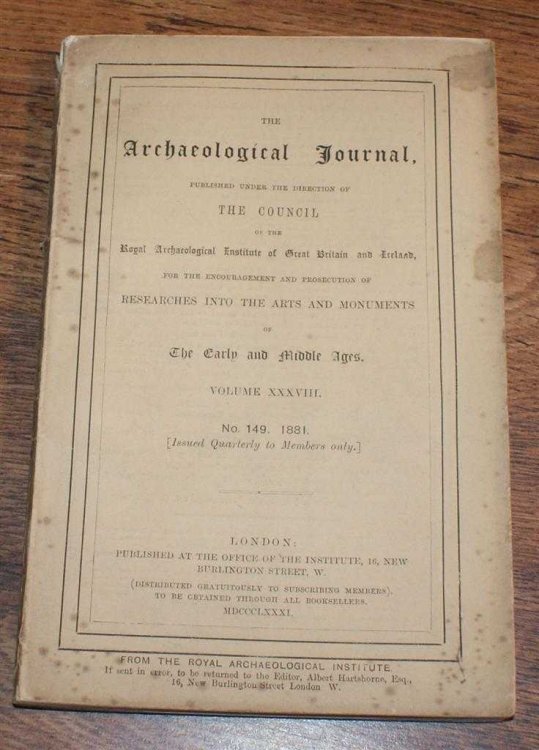 THE
Archaeological Journal,
PUBLISHED UNDER THE DIRECTION OF
THE COUNCIL
OF THE
Royal Archaeological Institute of Great Britain and Ireland,
FOR THE ENCOURAGEMENT AND PROSECUTION OF
RESEARCHES INTO THE ARTS AND MONUMENTS
OF
The Early and Middle Ages.
VOLUME XXXVIII.
No. 149. 1881.
[Issued Quarterly to Members only.]
LONDON:
PUBLISHED AT THE OFFICE OF THE INSTITUTE, 16, NEW
BURLINGTON STREET, W.
(DISTRIBUTED GRATUITOUSLY TO SUBSCRIBING MEMBERS).
TO BE OBTAINED THROUGH ALL BOOKSELLERS.
MDCCCLXXXI.
FROM THE ROYAL ARCHAEOLOGICAL INSTITUTE.
If sent in error, to be returned to the Editor, Albert Hartshorne, Esq.,
16, New Burlington Street London W.